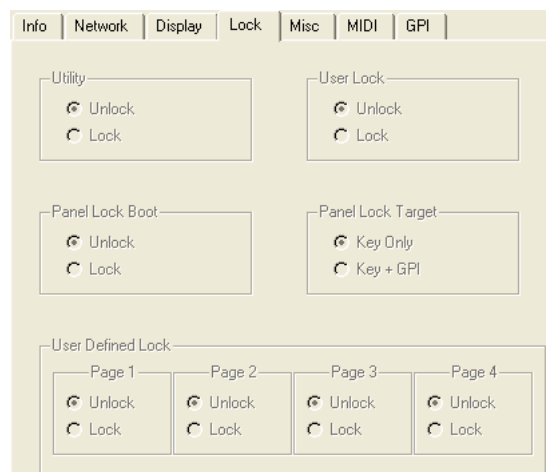 Info Network Display Lock Misc MIDI GPI
Utility User Lock
Unlock Unlock
Lock Lock
Panel Lock Boot Panel Lock Target
Unlock Key Only
Lock Key + GPI
User Defined Lock
Page 1 Page 2 Page 3 Page 4
Unlock Unlock Unlock Unlock
Lock Lock Lock Lock